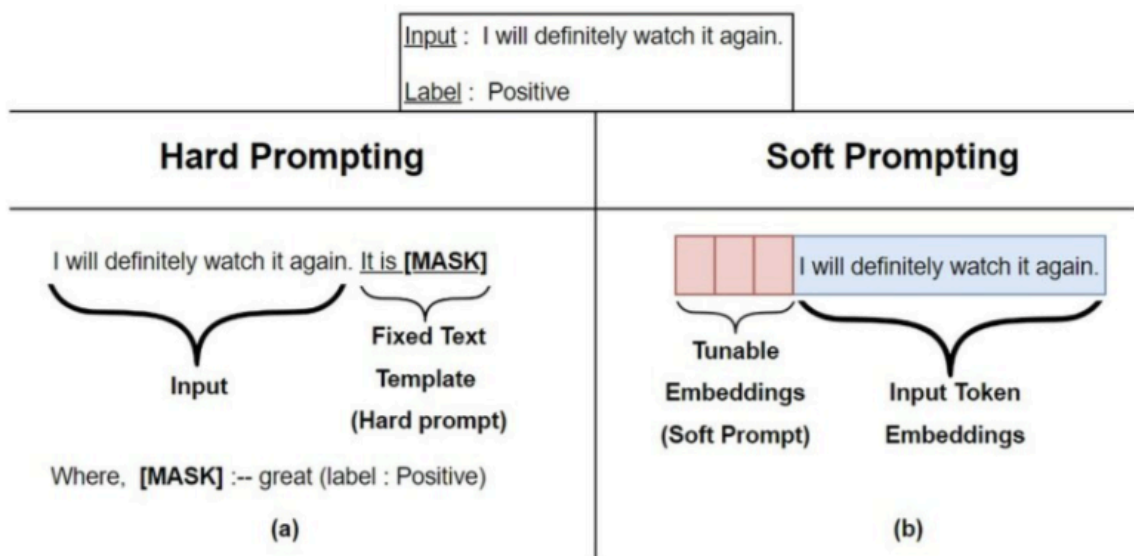 Input : I will definitely watch it again.
Label : Positive
Hard Prompting
I will definitely watch it again. It is [MASK]
Input
Fixed Text
Template
(Hard prompt)
Where, [MASK] :-- great (label : Positive)
(a)
Soft Prompting
I will definitely watch it again.
Tunable
Embeddings
(Soft Prompt)
Input Token
Embeddings
(b)